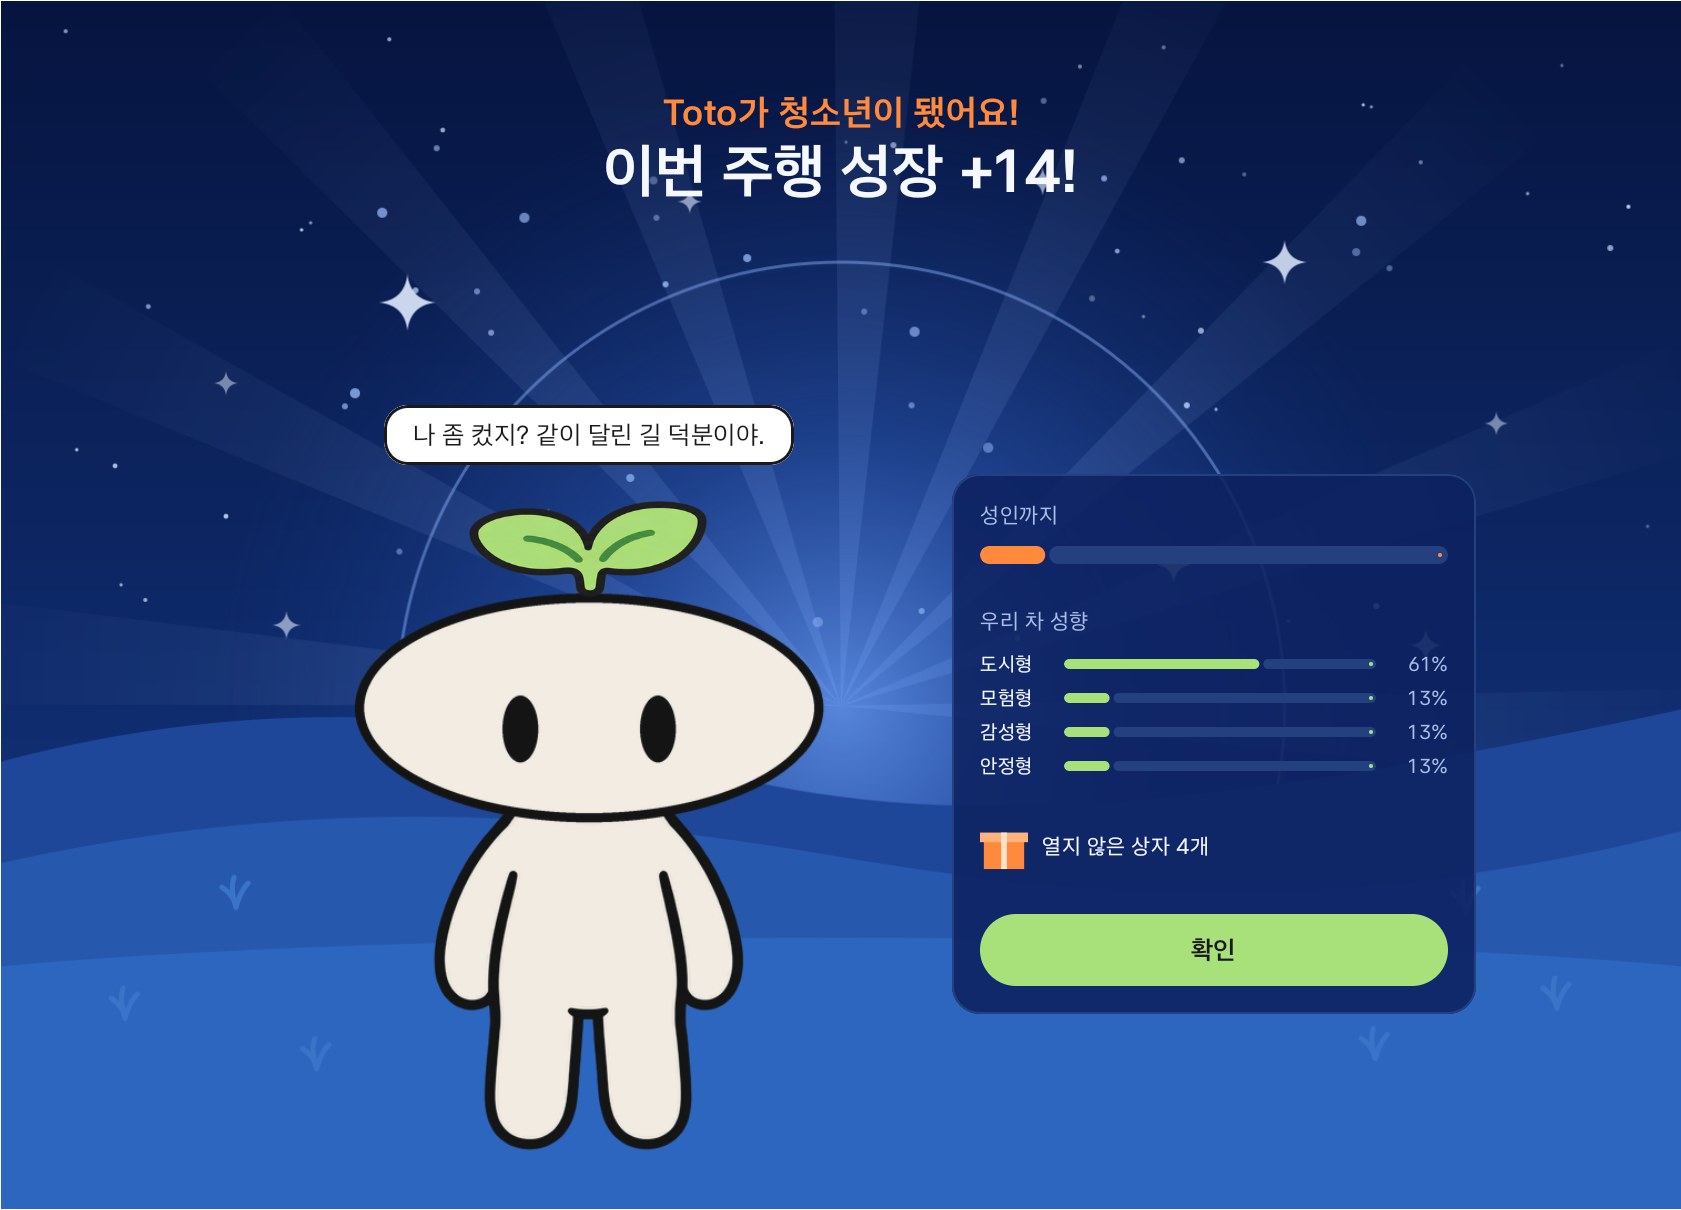 Toto가 청소년이 됐어요!
이번 주행 성장 +14!
나 좀 컸지? 같이 달린 길 덕분이야.
성인까지
우리 차 성향
도시형 61%
모험형 13%
감성형 13%
안정형 13%
열지 않은 상자 4개
확인